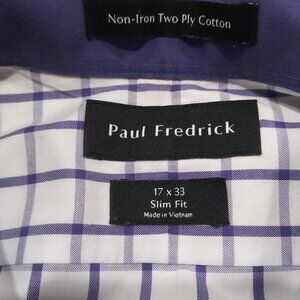 Non-Iron Two Ply Cotton
Paul Fredrick
17 x 33
Slim Fit
Made in Vietnam